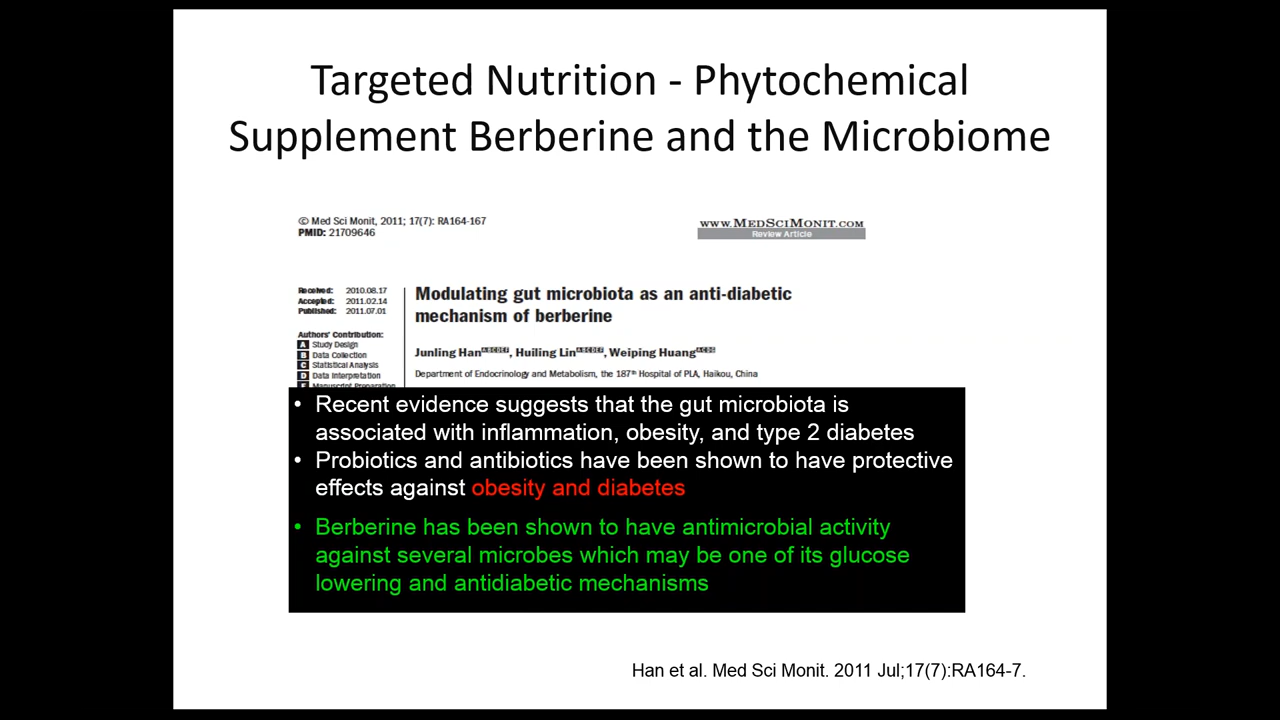 Targeted Nutrition - Phytochemical
Supplement Berberine and the Microbiome
© Med Sci Monit, 2011; 17(7): RA164-167
PMID: 21709646
WWW.MEDSCIMONIT.COM
Review Article
Received: 2010.08.17
Accepted: 2011.02.14
Published: 2011.07.01
Modulating gut microbiota as an anti-diabetic
mechanism of berberine
Authors' Contribution:
A Study Design
B Data Collection
C Statistical Analysis
D Data Interpretation
E Manuscript Preparation
Junling Han ABCDEF, Huiling Lin ABCDEF, Weiping Huang ACDG
Department of Endocrinology and Metabolism, the 187th Hospital of PLA, Haikou, China
• Recent evidence suggests that the gut microbiota is
associated with inflammation, obesity, and type 2 diabetes
• Probiotics and antibiotics have been shown to have protective
effects against obesity and diabetes
• Berberine has been shown to have antimicrobial activity
against several microbes which may be one of its glucose
lowering and antidiabetic mechanisms
Han et al. Med Sci Monit. 2011 Jul;17(7):RA164-7.